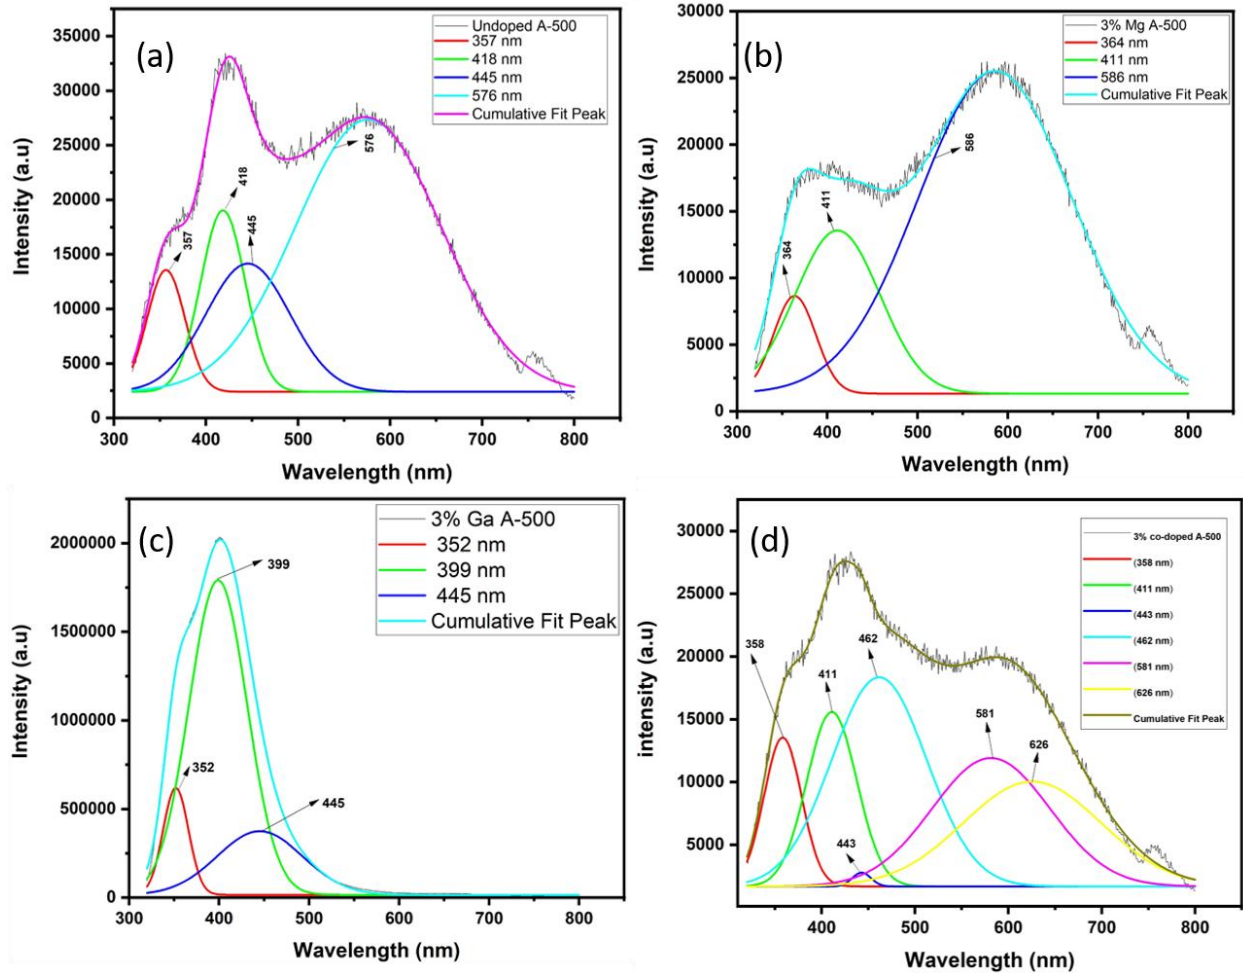 (a)
Undoped A-500
357 nm
418 nm
445 nm
576 nm
Cumulative Fit Peak
35000
30000
25000
20000
15000
10000
5000
0
357
418
445
576
300 400 500 600 700 800
Intensity (a.u)
Wavelength (nm)
(b)
3% Mg A-500
364 nm
411 nm
586 nm
Cumulative Fit Peak
30000
25000
20000
15000
10000
5000
0
364
411
586
300 400 500 600 700 800
Intensity (a.u)
Wavelength (nm)
(c)
3% Ga A-500
352 nm
399 nm
445 nm
Cumulative Fit Peak
2000000
1500000
1000000
500000
0
399
352
445
300 400 500 600 700 800
Intensity (a.u)
Wavelength (nm)
(d)
3% co-doped A-500
(358 nm)
(411 nm)
(443 nm)
(462 nm)
(581 nm)
(626 nm)
Cumulative Fit Peak
30000
25000
20000
15000
10000
5000
358
411
462
443
581
626
400 500 600 700 800
intensity (a.u)
Wavelength (nm)